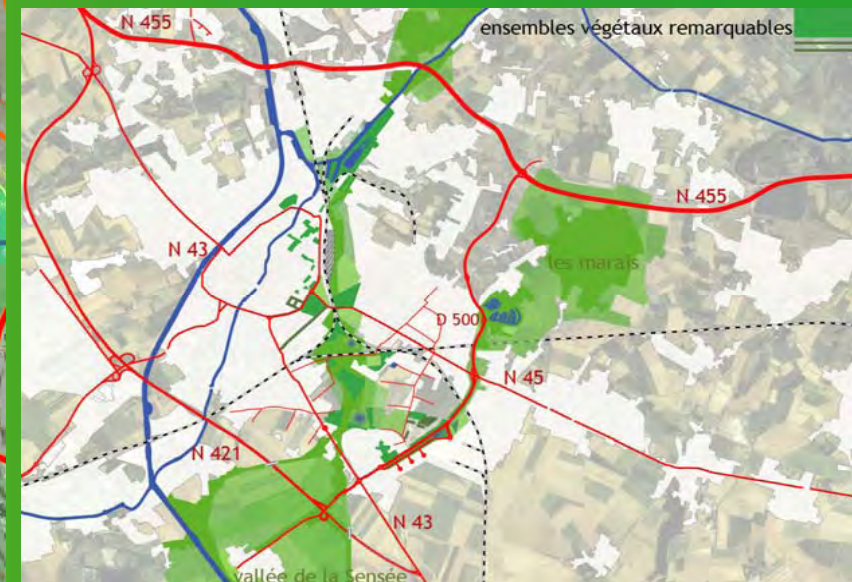 N 455
ensembles végétaux remarquables
N 455
N 43
les marais
D 500
N 45
N 421
N 43
vallée de la Sensée